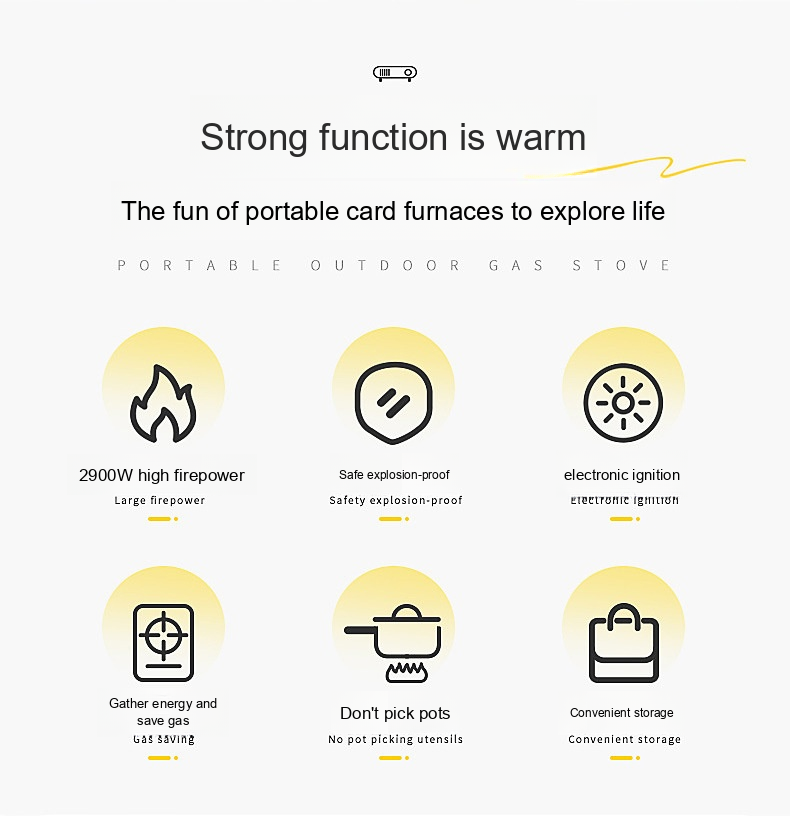 Strong function is warm
The fun of portable card furnaces to explore life
PORTABLE OUTDOOR GAS STOVE
2900W high firepower
Large firepower
Safe explosion-proof
Safety explosion-proof
electronic ignition
Electronic ignition
Gather energy and
save gas
Gas saving
Don't pick pots
No pot picking utensils
Convenient storage
Convenient storage